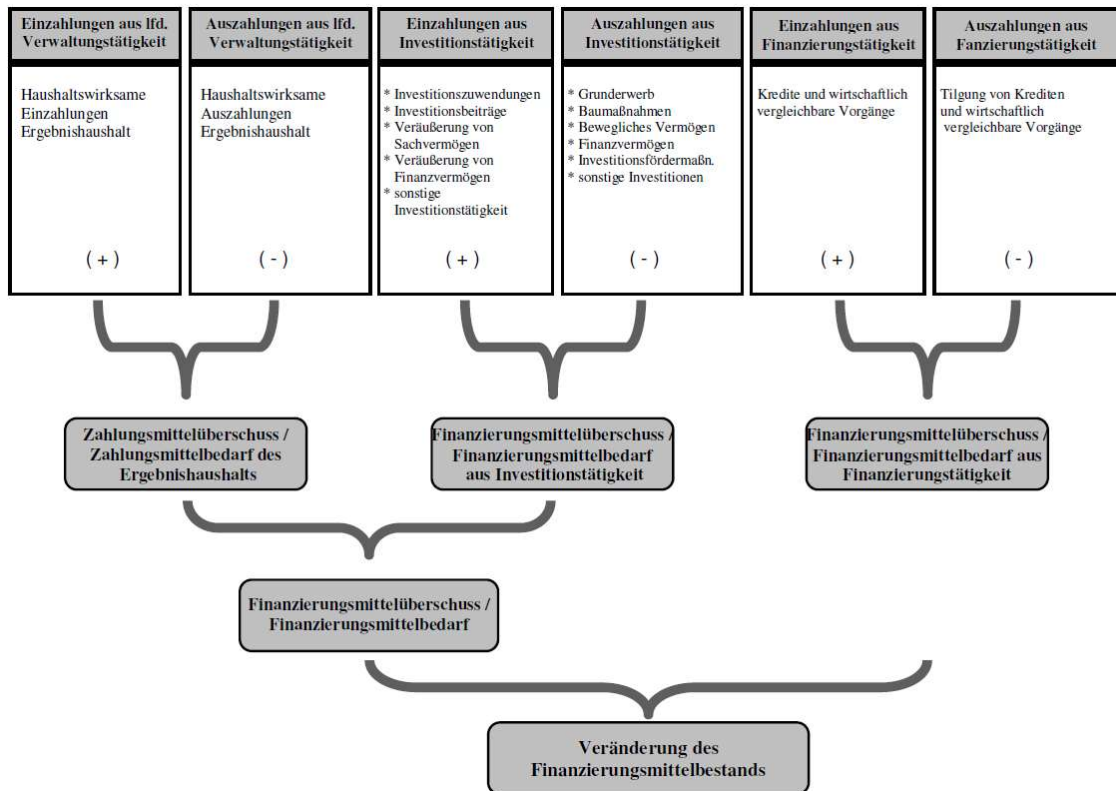 Einzahlungen aus lfd.
Verwaltungstätigkeit
Auszahlungen aus lfd.
Verwaltungstätigkeit
Einzahlungen aus
Investitionstätigkeit
Auszahlungen aus
Investitionstätigkeit
Einzahlungen aus
Finanzierungstätigkeit
Auszahlungen aus
Fanzierungstätigkeit
Haushaltswirksame
Einzahlungen
Ergebnishaushalt
( + )
Haushaltswirksame
Auszahlungen
Ergebnishaushalt
( - )
* Investitionszuwendungen
* Investitionsbeiträge
* Veräußerung von
Sachvermögen
* Veräußerung von
Finanzvermögen
* sonstige
Investitionstätigkeit
( + )
* Grunderwerb
* Baumaßnahmen
* Bewegliches Vermögen
* Finanzvermögen
* Investitionsfördermaßn.
* sonstige Investitionen
( - )
Kredite und wirtschaftlich
vergleichbare Vorgänge
( + )
Tilgung von Krediten
und wirtschaftlich
vergleichbare Vorgänge
( - )
Zahlungsmittelüberschuss /
Zahlungsmittelbedarf des
Ergebnishaushalts
Finanzierungsmittelüberschuss /
Finanzierungsmittelbedarf
aus Investitionstätigkeit
Finanzierungsmittelüberschuss /
Finanzierungsmittelbedarf aus
Finanzierungstätigkeit
Finanzierungsmittelüberschuss /
Finanzierungsmittelbedarf
Veränderung des
Finanzierungsmittelbestands